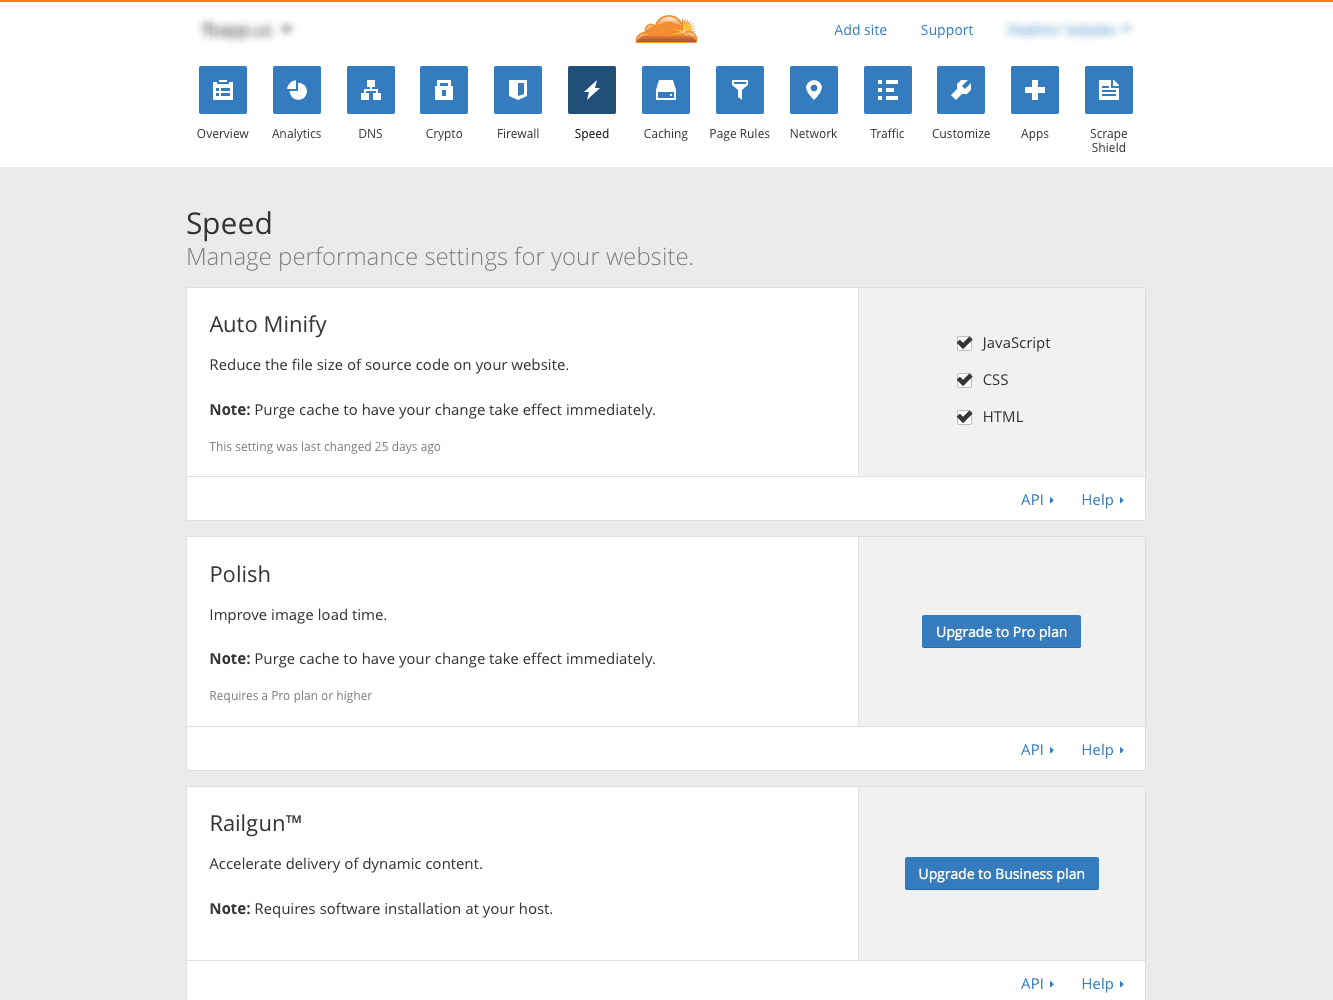 Add site
Support
Overview
Analytics
DNS
Crypto
Firewall
Speed
Caching
Page Rules
Network
Traffic
Customize
Apps
Scrape
Shield
Speed
Manage performance settings for your website.
Auto Minify
Reduce the file size of source code on your website.
Note: Purge cache to have your change take effect immediately.
This setting was last changed 25 days ago
JavaScript
CSS
HTML
API
Help
Polish
Improve image load time.
Note: Purge cache to have your change take effect immediately.
Requires a Pro plan or higher
Upgrade to Pro plan
API
Help
Railgun™
Accelerate delivery of dynamic content.
Note: Requires software installation at your host.
Upgrade to Business plan
API
Help